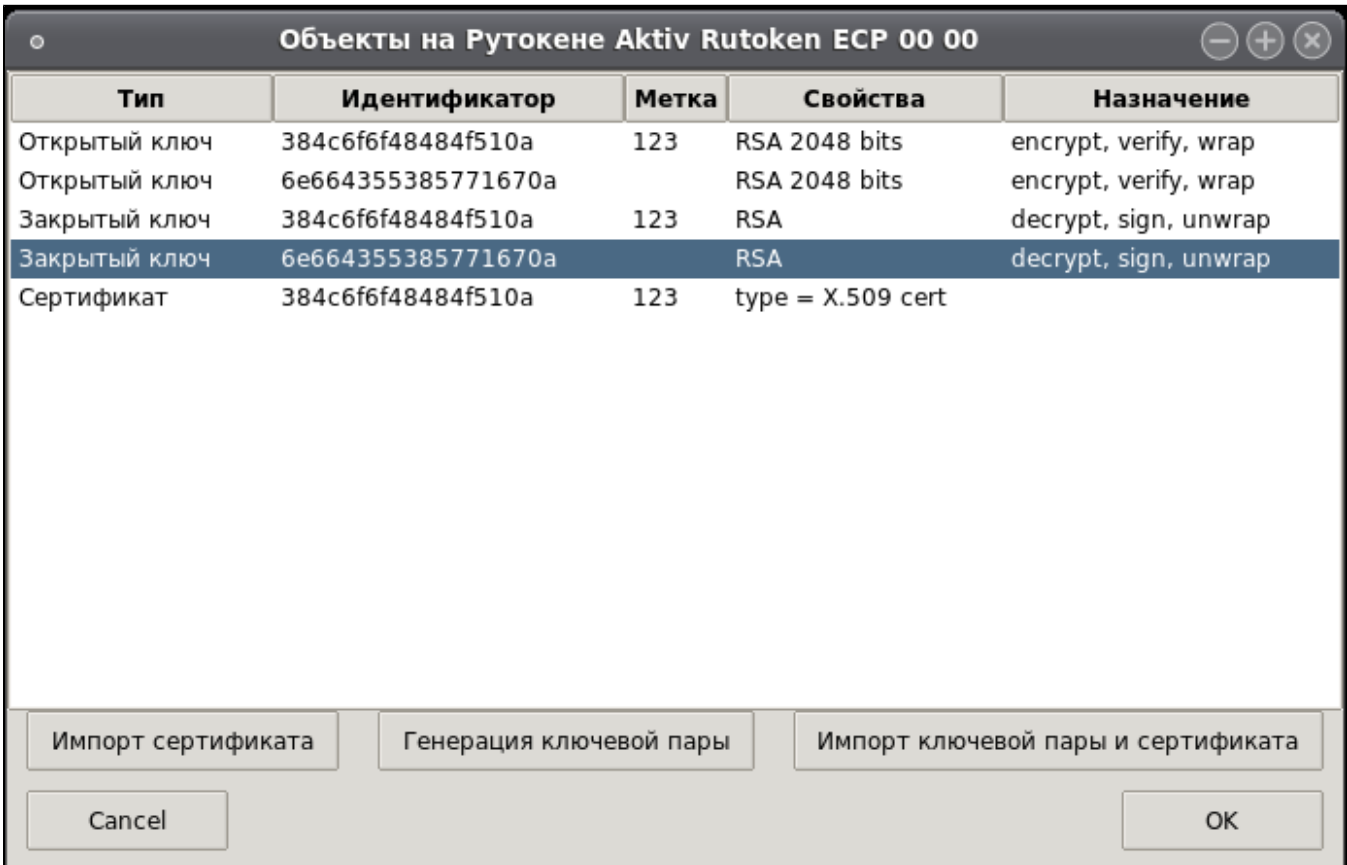 Объекты на Рутокене Aktiv Rutoken ECP 00 00
Тип Идентификатор Метка Свойства Назначение
Открытый ключ 384c6f6f48484f510a 123 RSA 2048 bits encrypt, verify, wrap
Открытый ключ 6e664355385771670a RSA 2048 bits encrypt, verify, wrap
Закрытый ключ 384c6f6f48484f510a 123 RSA decrypt, sign, unwrap
Закрытый ключ 6e664355385771670a RSA decrypt, sign, unwrap
Сертификат 384c6f6f48484f510a 123 type = X.509 cert
Импорт сертификата Генерация ключевой пары Импорт ключевой пары и сертификата
Cancel OK